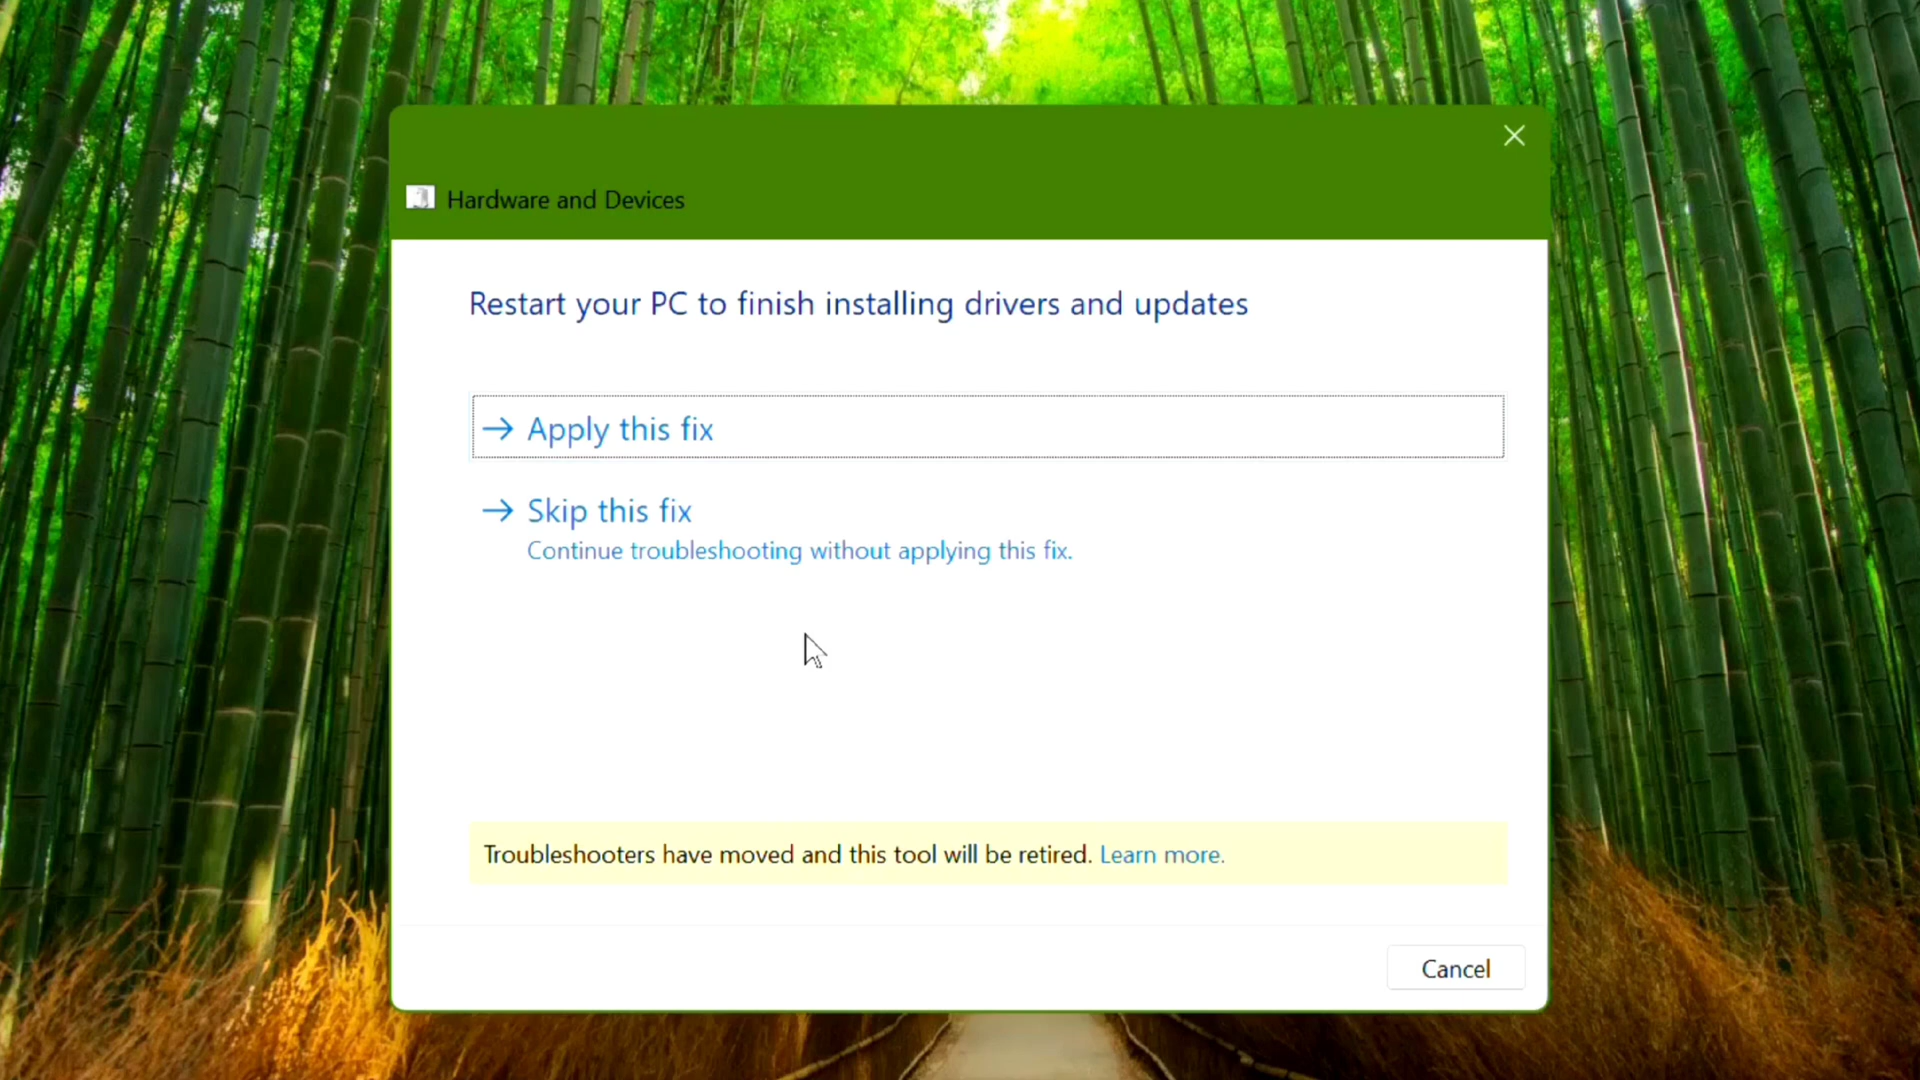 Hardware and Devices
Restart your PC to finish installing drivers and updates
Apply this fix
Skip this fix
Continue troubleshooting without applying this fix.
Troubleshooters have moved and this tool will be retired. Learn more.
Cancel